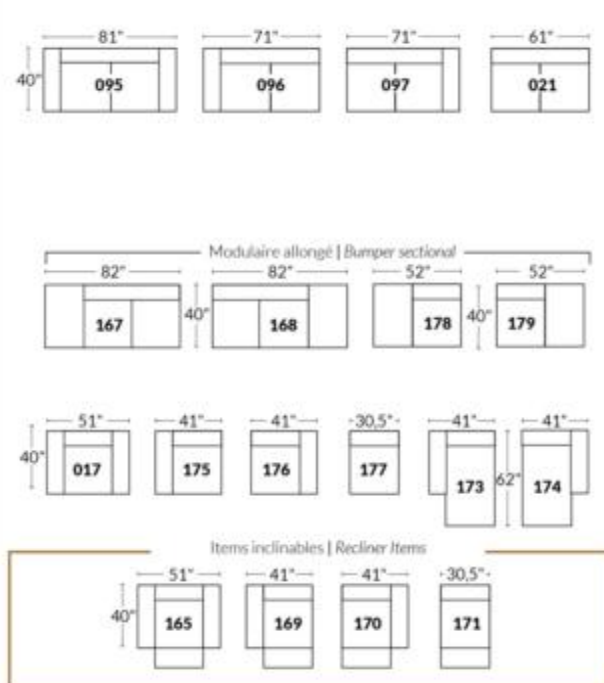 81" 71" 71" 61"
40" 095 096 097 021
Modulaire allongé | Bumper sectional
82" 82" 52" 52"
167 40" 168 178 40" 179
51" 41" 41" 30,5" 41" 41"
40" 017 175 176 177 173 62" 174
Items inclinables | Recliner Items
51" 41" 41" 30,5"
40" 165 169 170 171